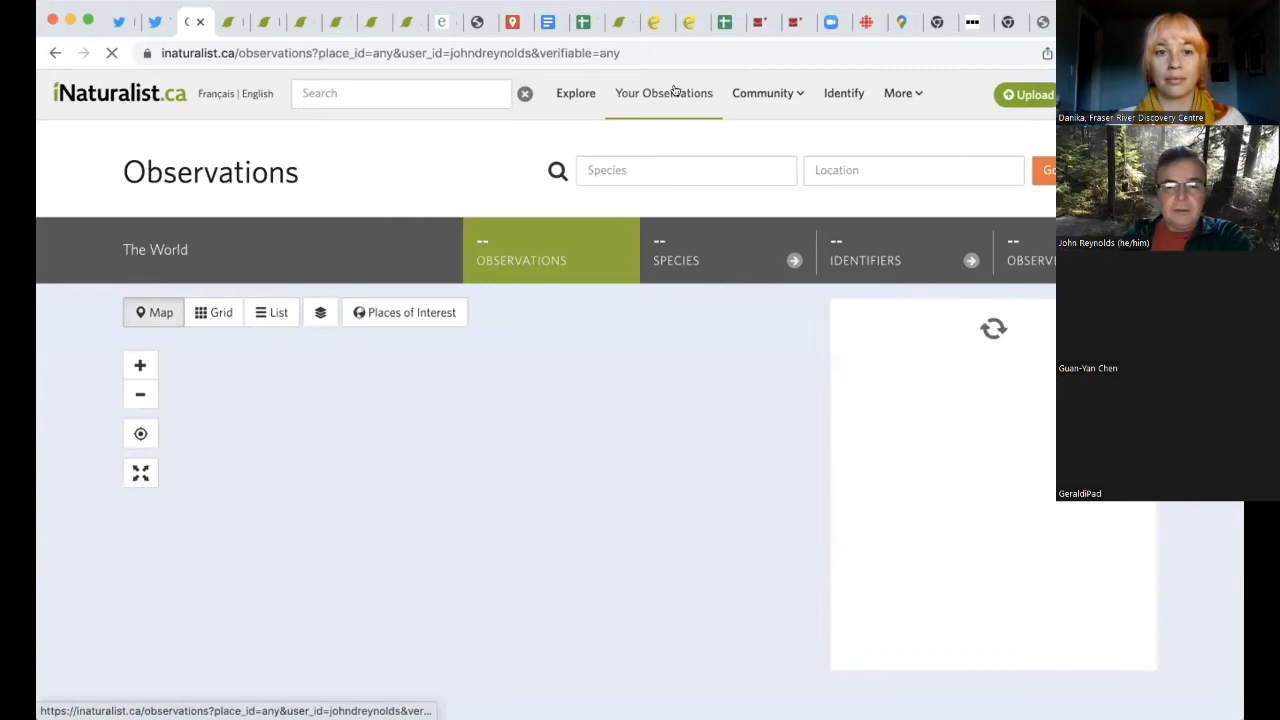 inaturalist.ca/observations?place_id=any&user_id=johndreynolds&verifiable=any
iNaturalist.ca
Français | English
Search
Explore
Your Observations
Community
Identify
More
Upload
Observations
Species
Location
Go
The World
--
OBSERVATIONS
--
SPECIES
--
IDENTIFIERS
--
OBSERVE
Map
Grid
List
Places of Interest
+
−
https://inaturalist.ca/observations?place_id=any&user_id=johndreynolds&ver...
Danika, Fraser River Discovery Centre
John Reynolds (he/him)
Guan-Yan Chen
GeraldiPad